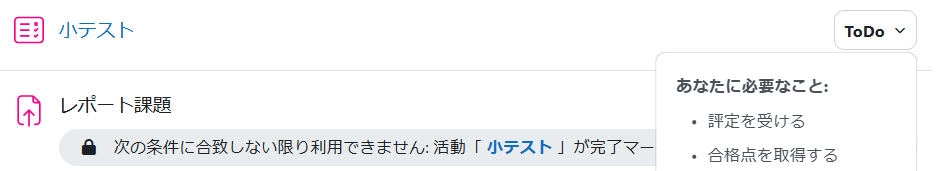 小テスト
ToDo
あなたに必要なこと:
評定を受ける
合格点を取得する
レポート課題
次の条件に合致しない限り利用できません: 活動「 小テスト 」が完了マー